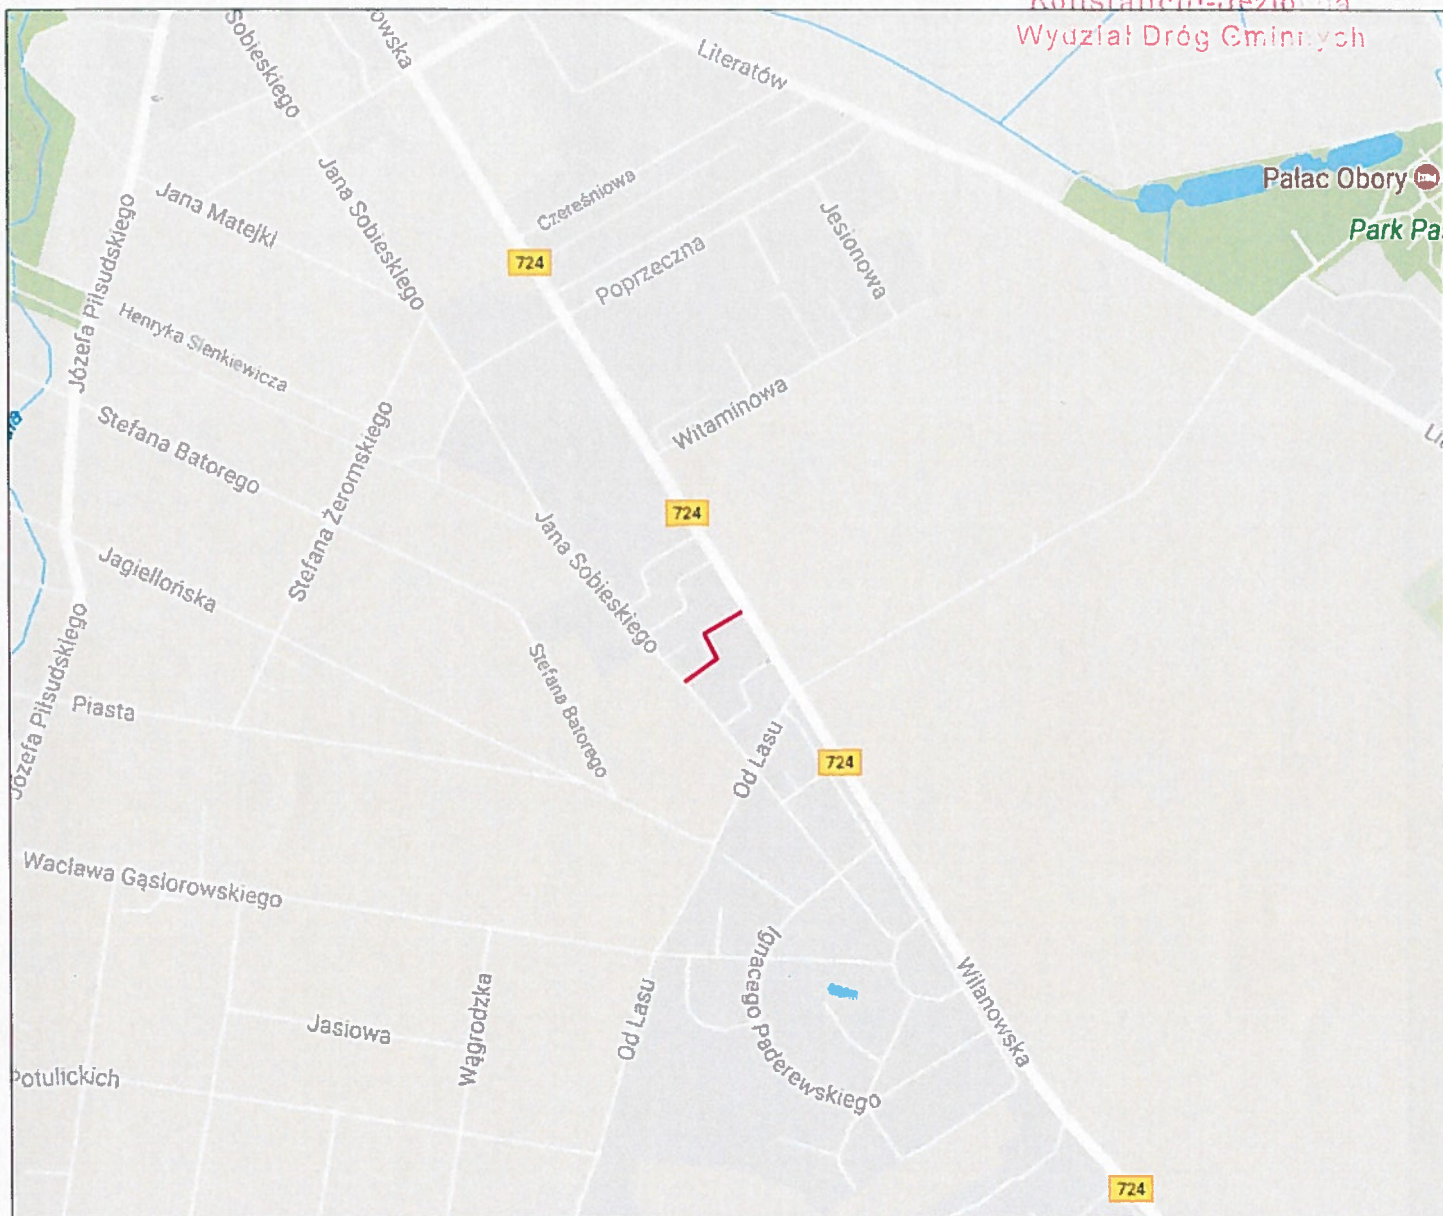 Konstancin-Jeziorna
Wydział Dróg Gminnych
Sobieskiego
owska
Literatów
Pałac Obory
Park Pa
Jana Matejki
Jana Sobieskiego
Czereśniowa
724
Poprzeczna
Jesionowa
Józefa Piłsudskiego
Henryka Sienkiewicza
Witaminowa
Stefana Batorego
Stefana Żeromskiego
724
Jana Sobieskiego
Jagiellońska
Józefa Piłsudskiego
Stefana Batorego
Piasta
Od Lasu
724
Wacława Gąsiorowskiego
Ignacego Paderewskiego
Wilanowska
Od Lasu
Wągrodzka
Jasiowa
Potulickich
724